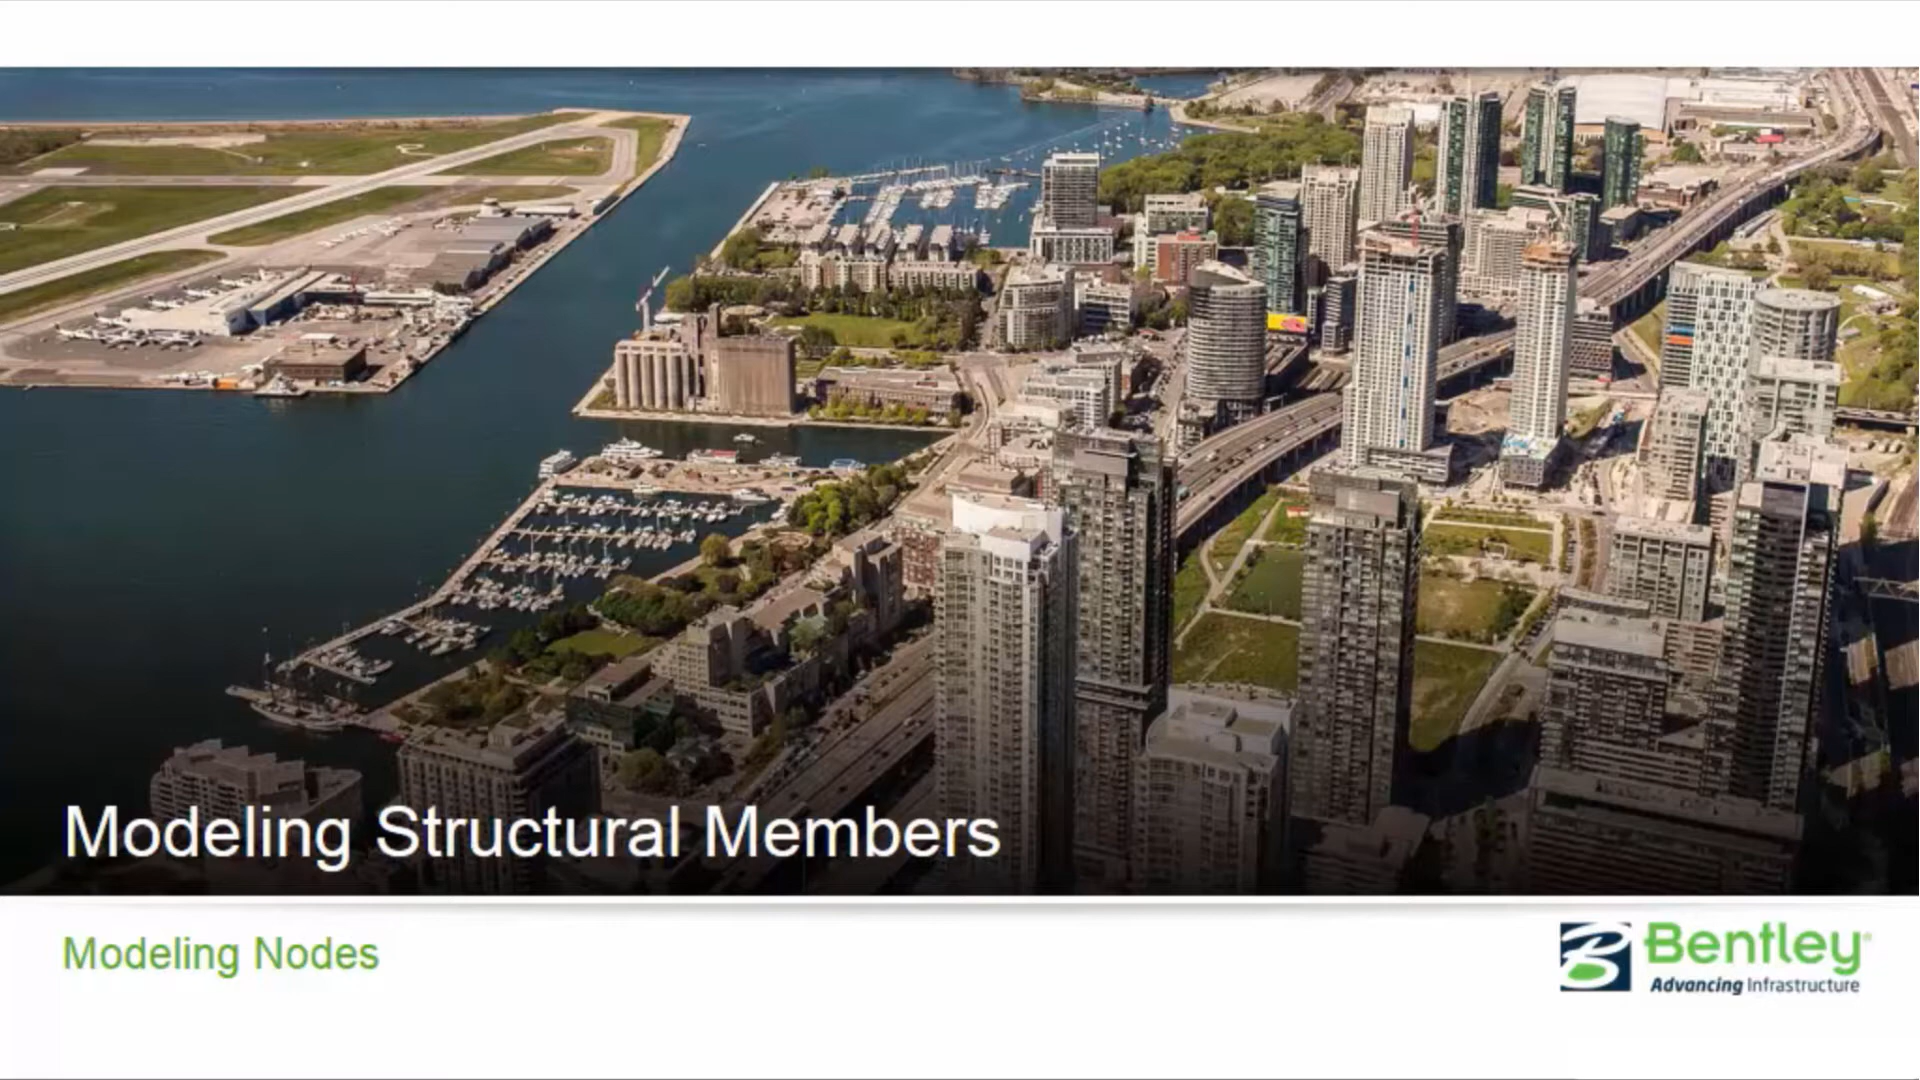 Modeling Structural Members
Modeling Nodes
Bentley®
Advancing Infrastructure